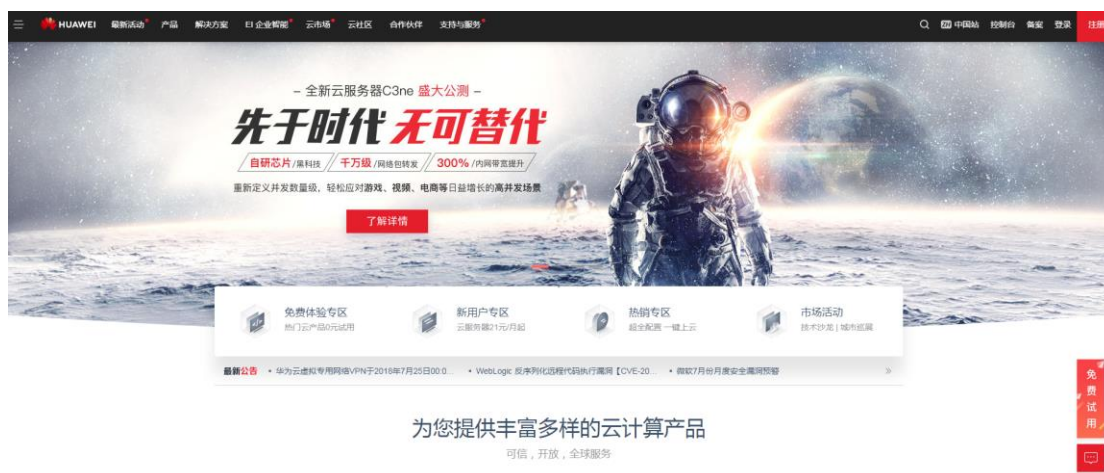 HUAWEI 最新活动 产品 解决方案 EI 企业智能 云市场 云社区 合作伙伴 支持与服务 ZH 中国站 控制台 备案 登录 注册
– 全新云服务器C3ne 盛大公测 –
先于时代 无可替代
自研芯片/黑科技 千万级/网络包转发 300%/内网带宽提升
重新定义并发数量级、轻松应对游戏、视频、电商等日益增长的高并发场景
了解详情
免费体验专区 新用户专区 热销专区 市场活动
热门云产品0元试用 云服务器21元/月起 超全配置 一键上云 技术沙龙 | 城市巡展
最新公告 • 华为云虚拟专用网络VPN于2018年7月25日00:0... • WebLogic 反序列化远程代码执行漏洞【CVE-20... • 微软7月份月度安全漏洞预警 »
免费试用
为您提供丰富多样的云计算产品
可信，开放，全球服务